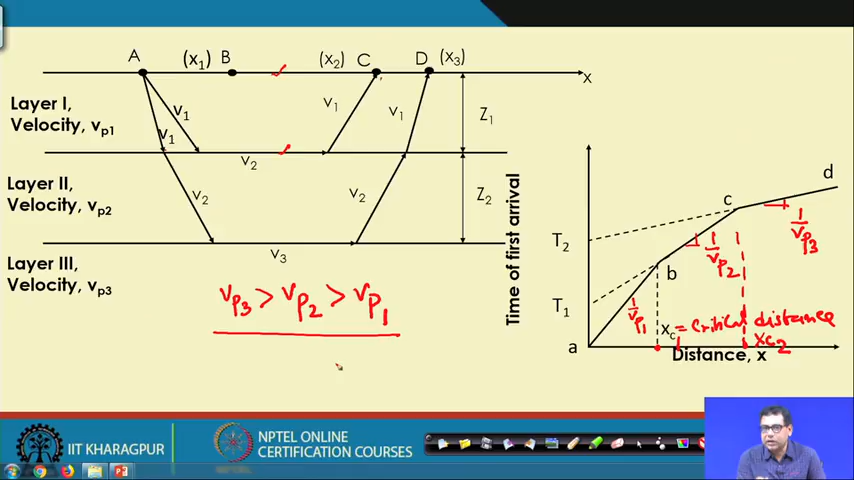 A (x₁) B (x₂) C D (x₃)
x
Layer I,
Velocity, vp1
v₁
v₁
v₁
v₁
Z₁
v₂
Layer II,
Velocity, vp2
v₂
v₂
Z₂
v₃
Layer III,
Velocity, vp3
vp3 > vp2 > vp1
Time of first arrival
T₂
T₁
a
b
c
d
1/vp1
1/vp2
1/vp3
xc1 = critical distance
xc2
Distance, x
IIT KHARAGPUR
NPTEL ONLINE
CERTIFICATION COURSES